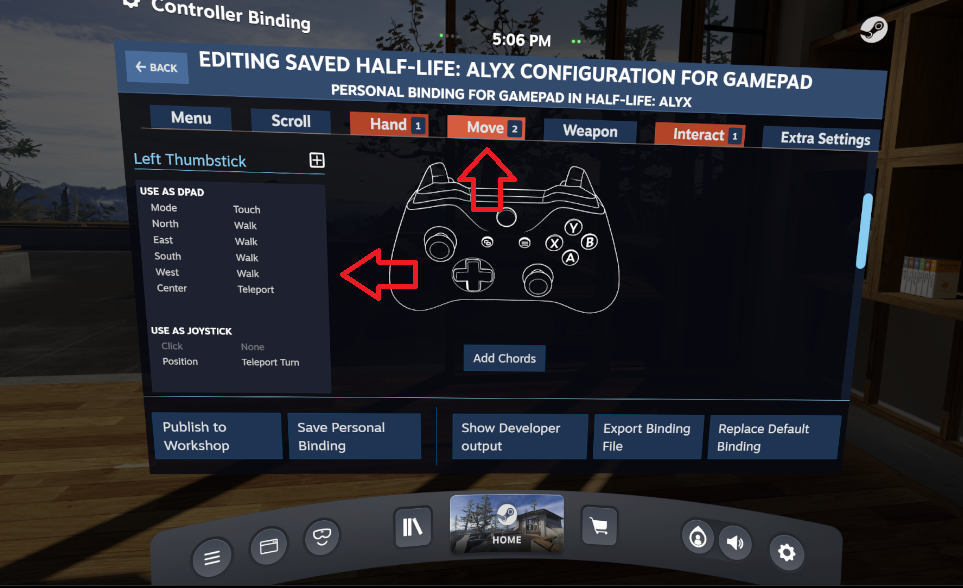 Controller Binding
5:06 PM
← BACK
EDITING SAVED HALF-LIFE: ALYX CONFIGURATION FOR GAMEPAD
PERSONAL BINDING FOR GAMEPAD IN HALF-LIFE: ALYX
Menu
Scroll
Hand 1
Move 2
Weapon
Interact 1
Extra Settings
Left Thumbstick
USE AS DPAD
Mode Touch
North Walk
East Walk
South Walk
West Walk
Center Teleport
USE AS JOYSTICK
Click None
Position Teleport Turn
Y
X B
A
Add Chords
Publish to
Workshop
Save Personal
Binding
Show Developer
output
Export Binding
File
Replace Default
Binding
HOME